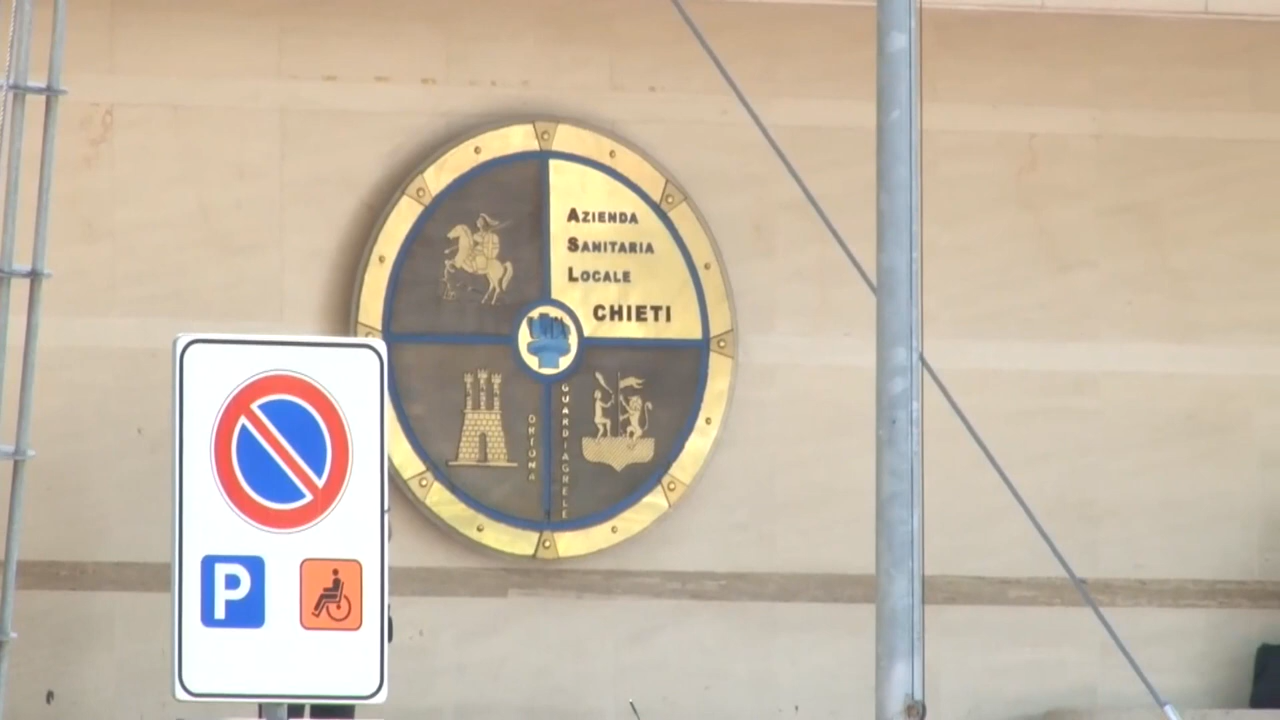 AZIENDA
SANITARIA
LOCALE
CHIETI
ORTONA
GUARDIAGRELE
P